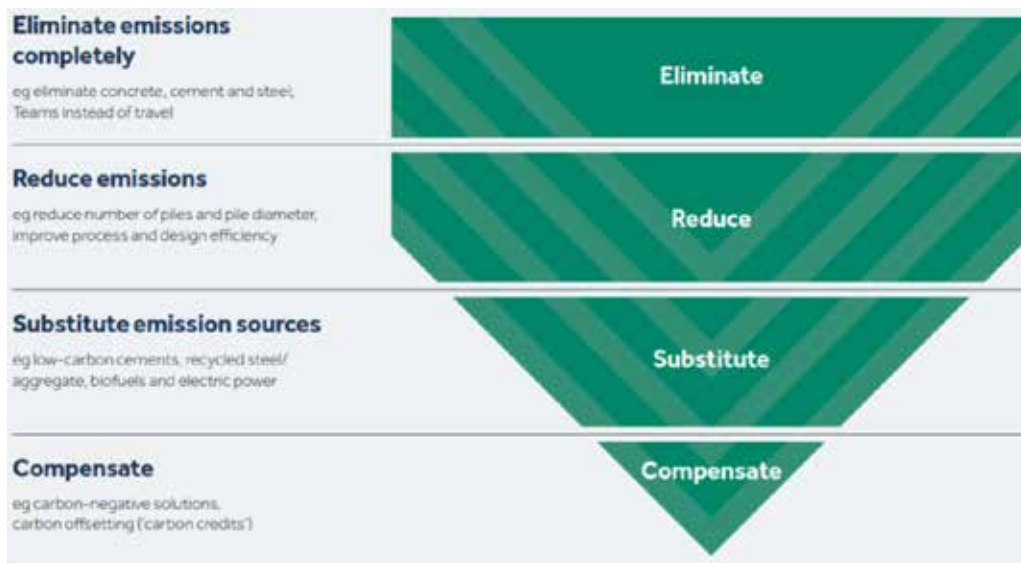 Eliminate emissions
completely
eg eliminate concrete, cement and steel,
Teams instead of travel
Eliminate
Reduce emissions
eg reduce number of piles and pile diameter,
improve process and design efficiency
Reduce
Substitute emission sources
eg low-carbon cements, recycled steel/
aggregate, biofuels and electric power
Substitute
Compensate
eg carbon-negative solutions,
carbon offsetting ('carbon credits')
Compensate